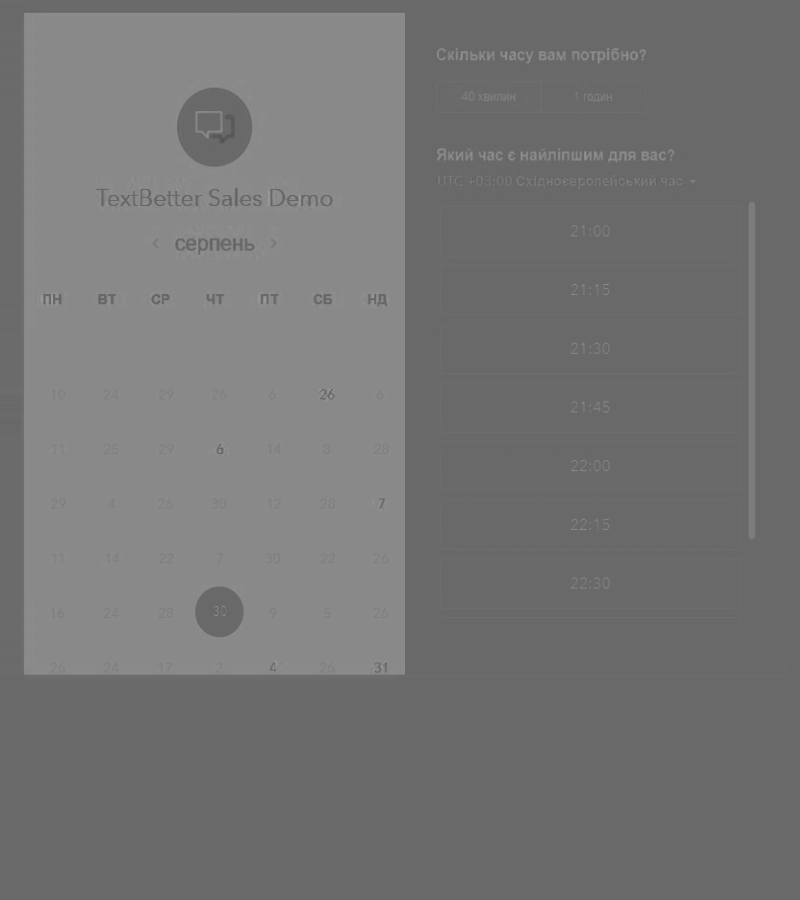 TextBetter Sales Demo
‹ серпень ›
ПН ВТ СР ЧТ ПТ СБ НД
10 24 29 26 6 26 6
11 25 29 6 14 3 28
29 4 26 30 12 20 7
11 14 22 7 30 22 26
16 24 28 30 9 5 26
26 24 17 2 4 26 31
Скільки часу вам потрібно?
40 хвилин 1 годин
Який час є найліпшим для вас?
UTC +03:00 Східноєвропейський час
21:00
21:15
21:30
21:45
22:00
22:15
22:30